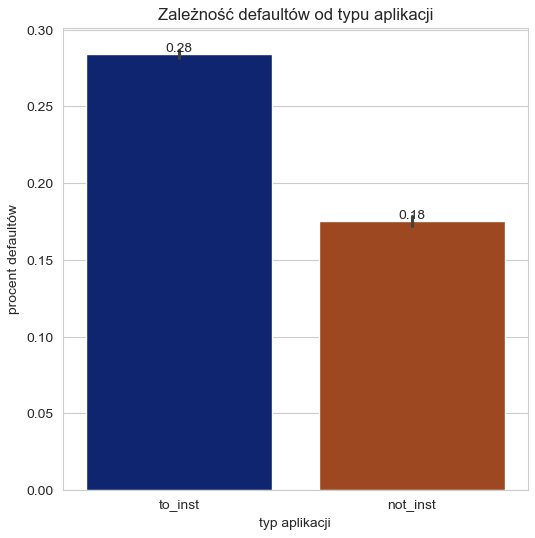 Zależność defaultów od typu aplikacji
0.30
0.28
0.25
0.20
0.18
0.15
0.10
0.05
0.00
procent defaultów
to_inst
not_inst
typ aplikacji